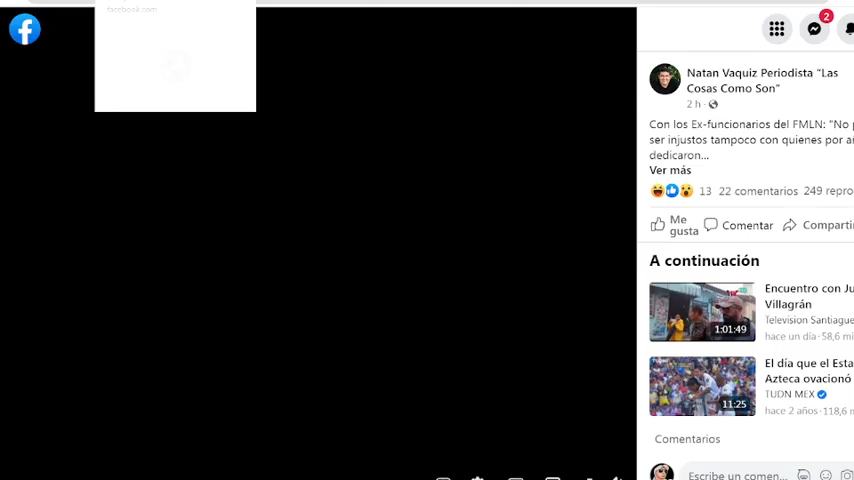 facebook.com
2
Natan Vaquiz Periodista "Las
Cosas Como Son"
2 h
Con los Ex-funcionarios del FMLN: "No
ser injustos tampoco con quienes por
dedicaron...
Ver más
13 22 comentarios 249 repro
Me gusta
Comentar
Compartir
A continuación
Encuentro con Ju
Villagrán
Television Santiague
hace un día · 58,6 mi
1:01:49
El día que el Esta
Azteca ovacionó
TUDN MEX
hace 2 años · 118,6 m
11:25
Comentarios
Escribe un comen...